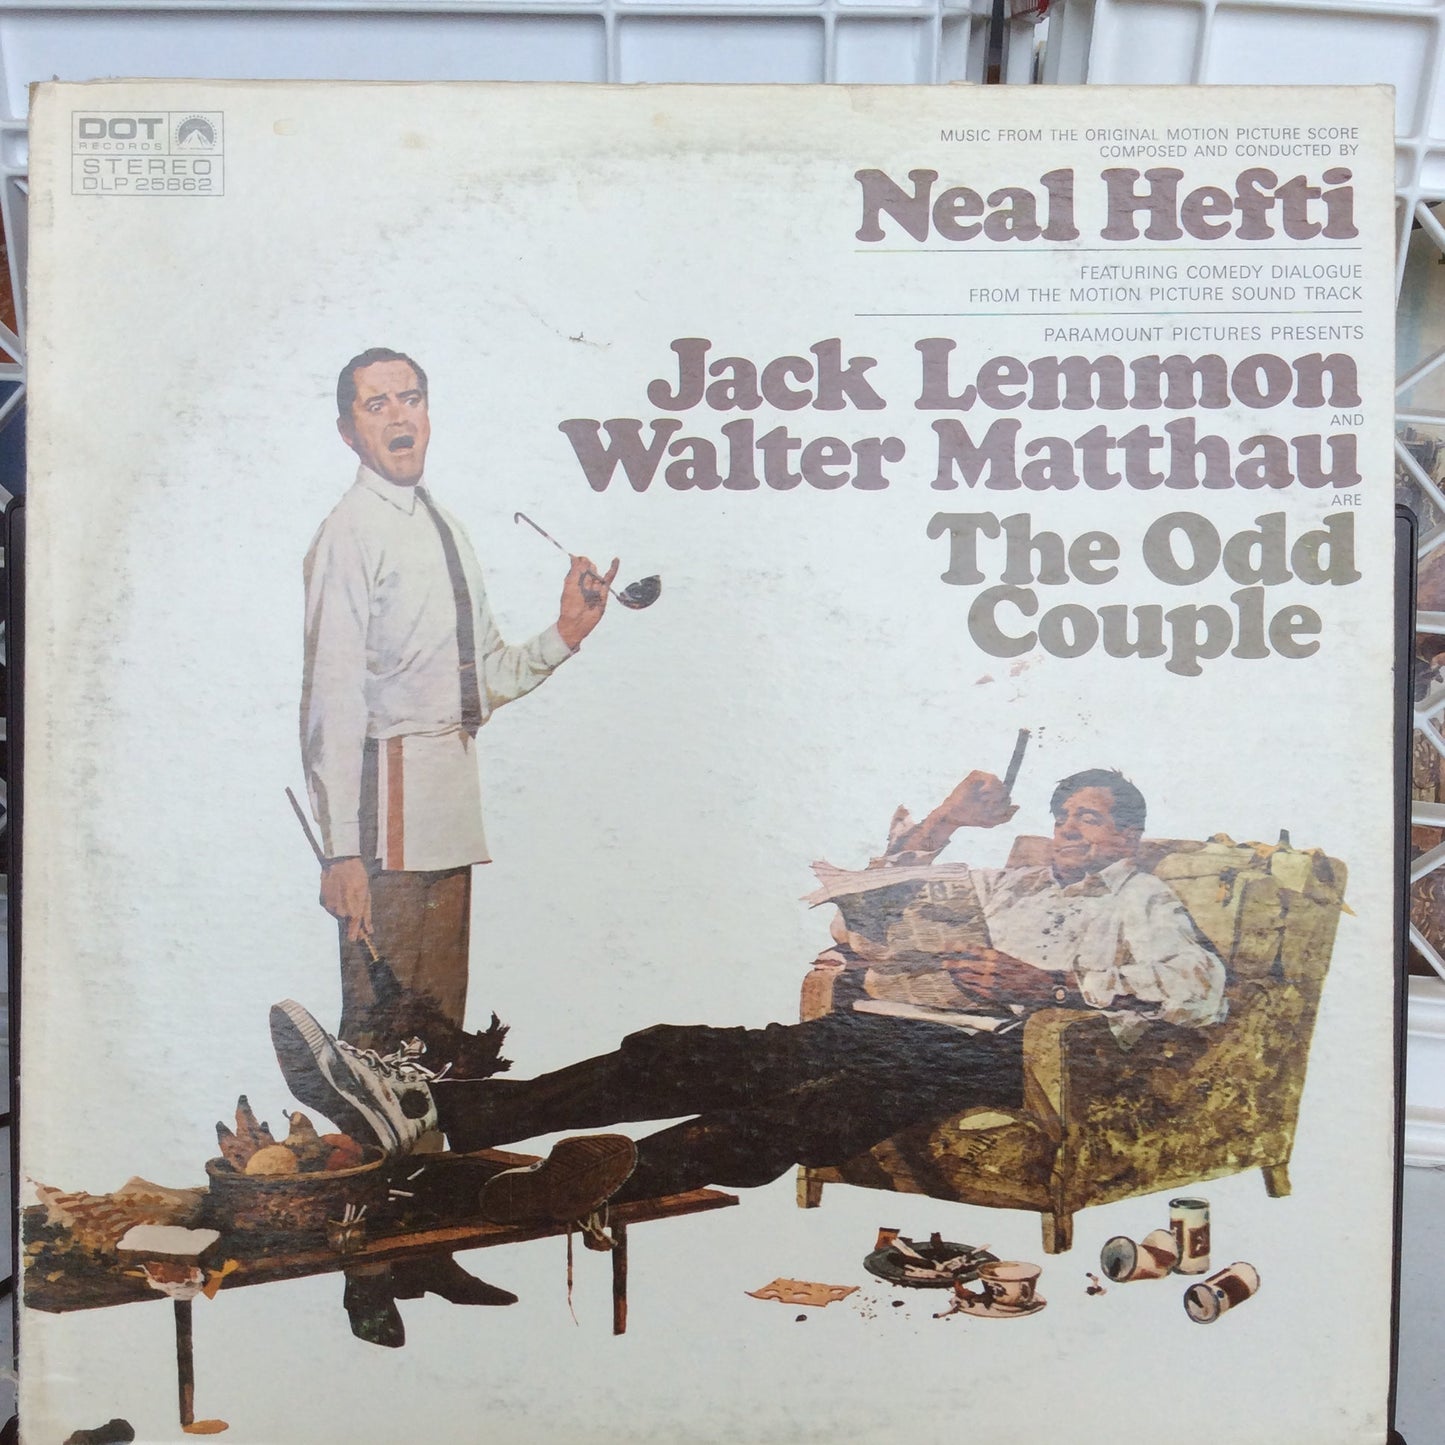 DOT
RECORDS
STEREO
DLP 25862
MUSIC FROM THE ORIGINAL MOTION PICTURE SCORE
COMPOSED AND CONDUCTED BY
Neal Hefti
FEATURING COMEDY DIALOGUE
FROM THE MOTION PICTURE SOUND TRACK
PARAMOUNT PICTURES PRESENTS
Jack Lemmon
AND
Walter Matthau
ARE
The Odd
Couple